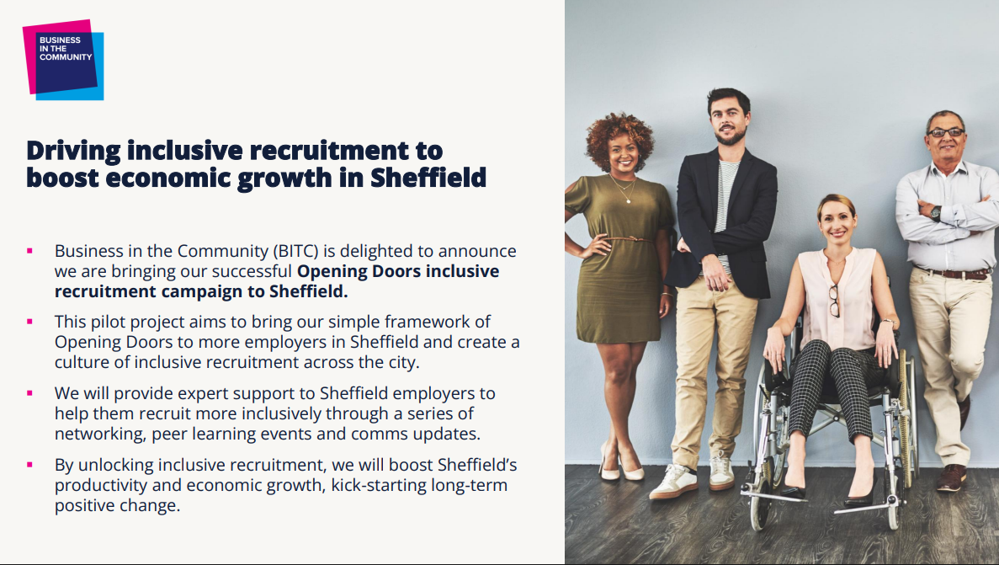 BUSINESS
IN THE
COMMUNITY
Driving inclusive recruitment to
boost economic growth in Sheffield
Business in the Community (BITC) is delighted to announce
we are bringing our successful Opening Doors inclusive
recruitment campaign to Sheffield.
This pilot project aims to bring our simple framework of
Opening Doors to more employers in Sheffield and create a
culture of inclusive recruitment across the city.
We will provide expert support to Sheffield employers to
help them recruit more inclusively through a series of
networking, peer learning events and comms updates.
By unlocking inclusive recruitment, we will boost Sheffield’s
productivity and economic growth, kick-starting long-term
positive change.